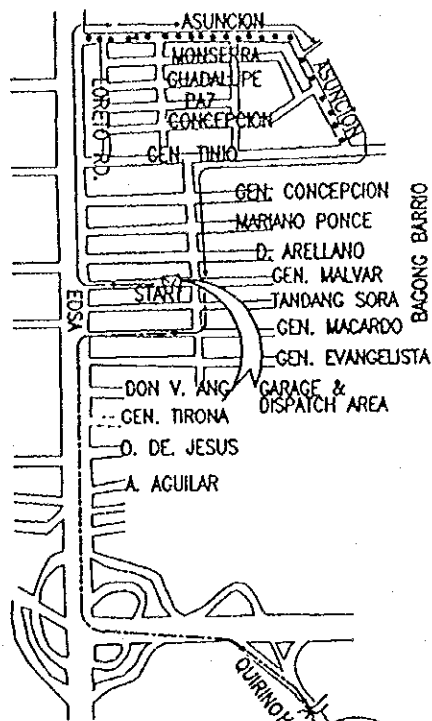 ASUNCION
MONSERRA
GUADALUPE
PAZ
CONCEPCION
ASUNCION
LORETO RD.
GEN. TINIO
GEN. CONCEPCION
MARIANO PONCE
D. ARELLANO
GEN. MALVAR
START
TANDANG SORA
GEN. MACARDO
GEN. EVANGELISTA
BAGONG BARRIO
EDSA
DON V. ANG
GARAGE &
DISPATCH AREA
GEN. TIRONA
O. DE. JESUS
A. AGUILAR
QUIRINO H